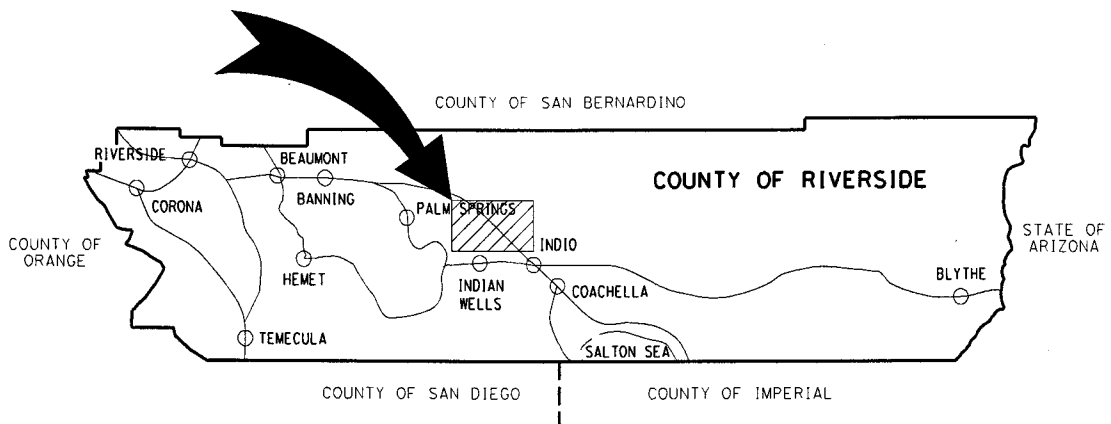 COUNTY OF SAN BERNARDINO
RIVERSIDE
BEAUMONT
BANNING
CORONA
COUNTY OF RIVERSIDE
PALM SPRINGS
COUNTY OF
ORANGE
STATE OF
ARIZONA
INDIO
HEMET
INDIAN
WELLS
COACHELLA
BLYTHE
TEMECULA
SALTON SEA
COUNTY OF SAN DIEGO
COUNTY OF IMPERIAL